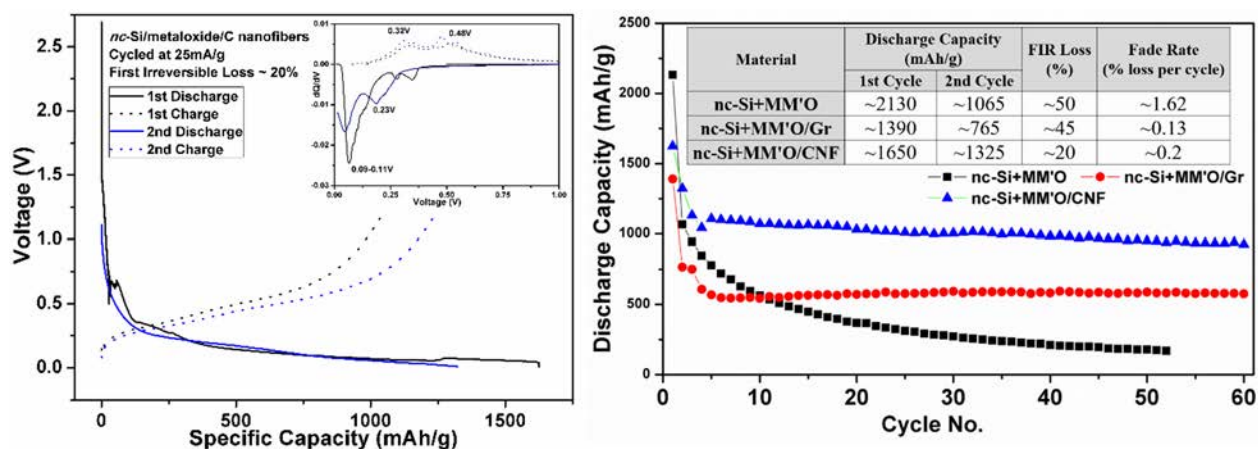 nc-Si/metaloxide/C nanofibers
Cycled at 25mA/g
First Irreversible Loss ~ 20%
1st Discharge
1st Charge
2nd Discharge
2nd Charge
2.5
2.0
1.5
1.0
0.5
0.0
Voltage (V)
0 500 1000 1500
Specific Capacity (mAh/g)
0.32V 0.48V
0.01
0.00
-0.01
-0.02
-0.03
dQ/dV
0.23V
0.09-0.11V
0.00 0.25 0.50 0.75 1.00
Voltage (V)
2500
2000
1500
1000
500
0
Discharge Capacity (mAh/g)
Material Discharge Capacity (mAh/g) FIR Loss (%) Fade Rate (% loss per cycle)
1st Cycle 2nd Cycle
nc-Si+MM'O ~2130 ~1065 ~50 ~1.62
nc-Si+MM'O/Gr ~1390 ~765 ~45 ~0.13
nc-Si+MM'O/CNF ~1650 ~1325 ~20 ~0.2
nc-Si+MM'O nc-Si+MM'O/Gr
nc-Si+MM'O/CNF
0 10 20 30 40 50 60
Cycle No.